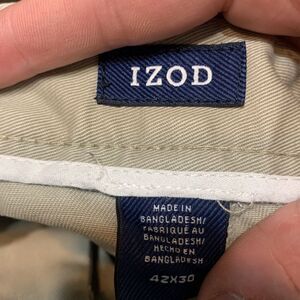 IZOD
MADE IN
BANGLADESH/
FABRIQUÉ AU
BANGLADESH/
HECHO EN
BANGLADESH
42X30